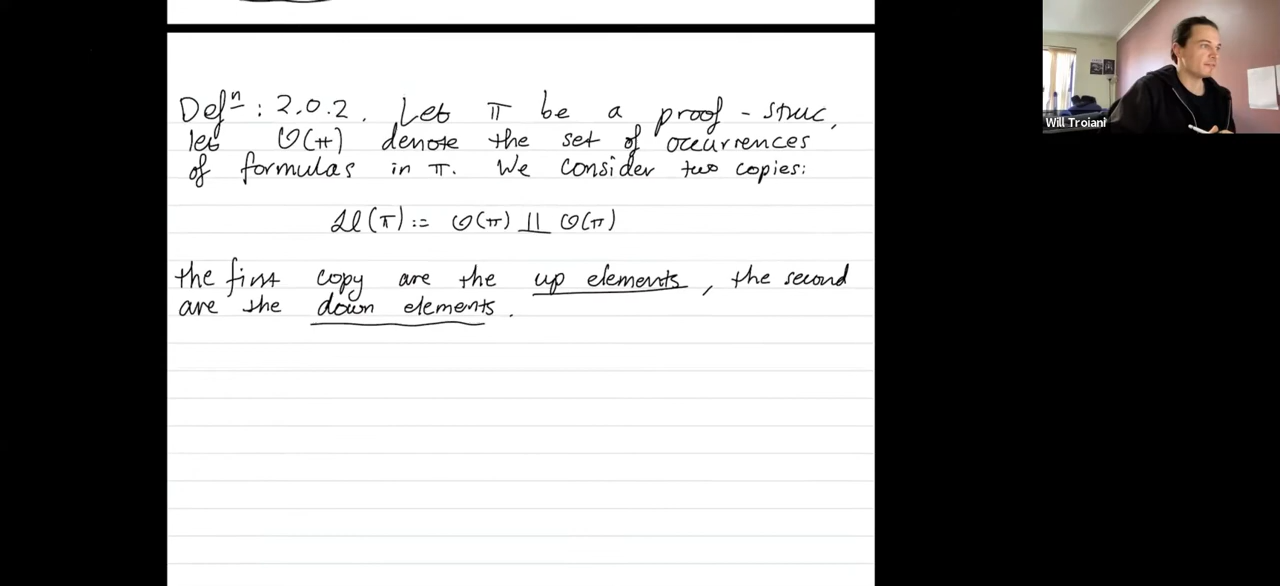 Defⁿ: 2.0.2. Let π be a proof-struc,
let O(π) denote the set of ocurrences
of formulas in π. We consider two copies:
U(π) := O(π) ⨿ O(π)
the first copy are the up elements, the second
are the down elements.
Will Troiani